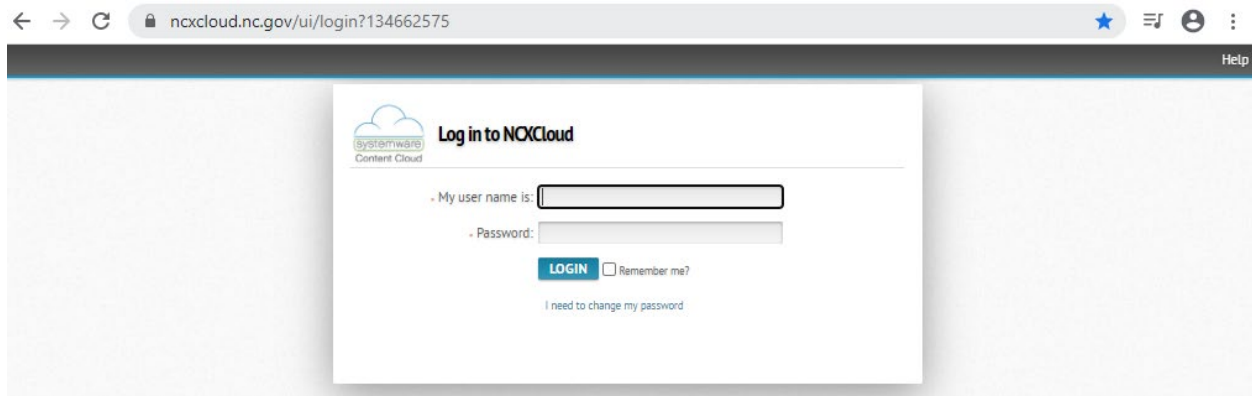 ncxcloud.nc.gov/ui/login?134662575
Help
systemware
Content Cloud
Log in to NCXCloud
My user name is:
Password:
LOGIN Remember me?
I need to change my password